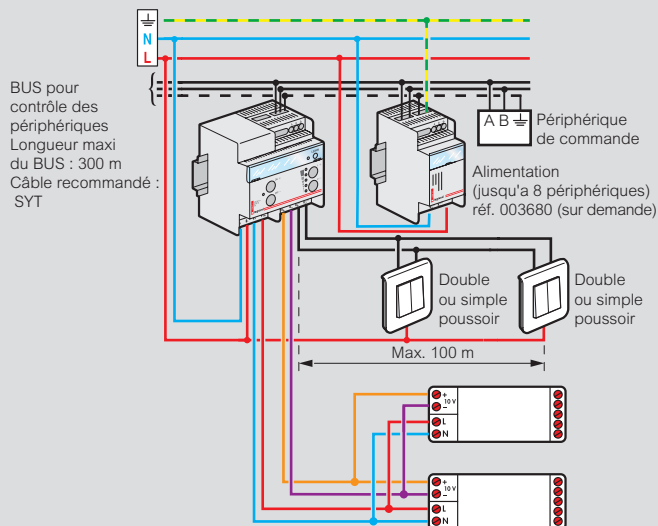 N
L
BUS pour
contrôle des
périphériques
Longueur maxi
du BUS : 300 m
Câble recommandé :
SYT
A B
Périphérique
de commande
Alimentation
(jusqu'a 8 périphériques)
réf. 003680 (sur demande)
Double
ou simple
poussoir
Double
ou simple
poussoir
Max. 100 m
+
10 V
–
L
N
+
10 V
–
L
N